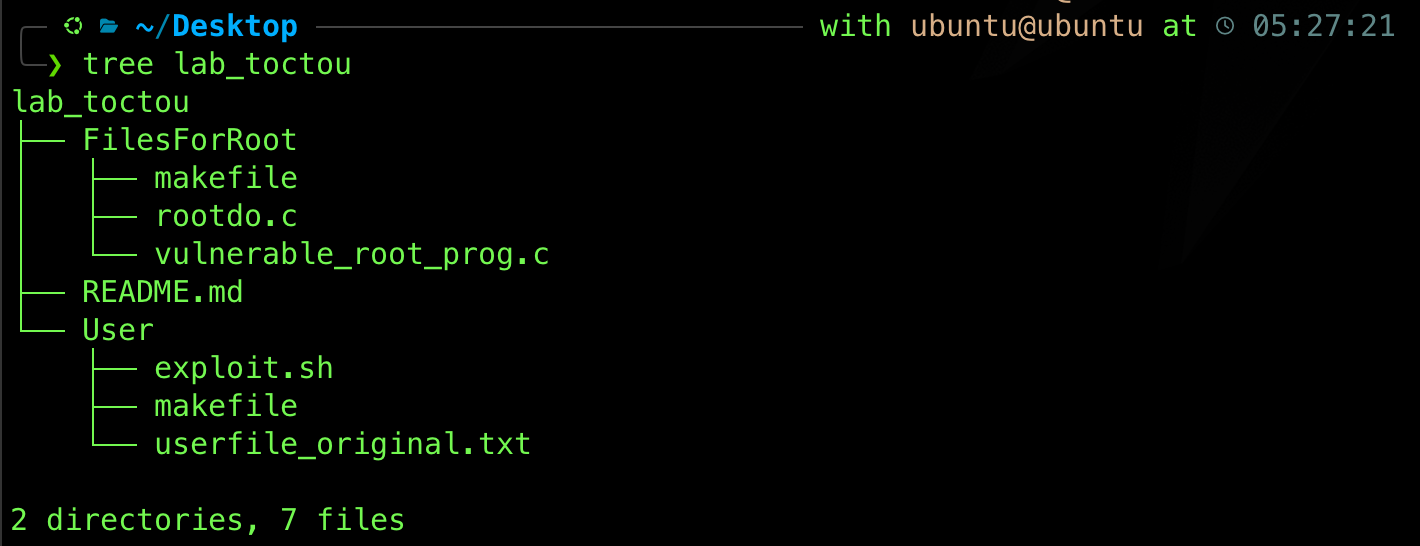 ~/Desktop with ubuntu@ubuntu at 05:27:21
❯ tree lab_toctou
lab_toctou
├── FilesForRoot
│   ├── makefile
│   ├── rootdo.c
│   └── vulnerable_root_prog.c
├── README.md
└── User
    ├── exploit.sh
    ├── makefile
    └── userfile_original.txt
2 directories, 7 files